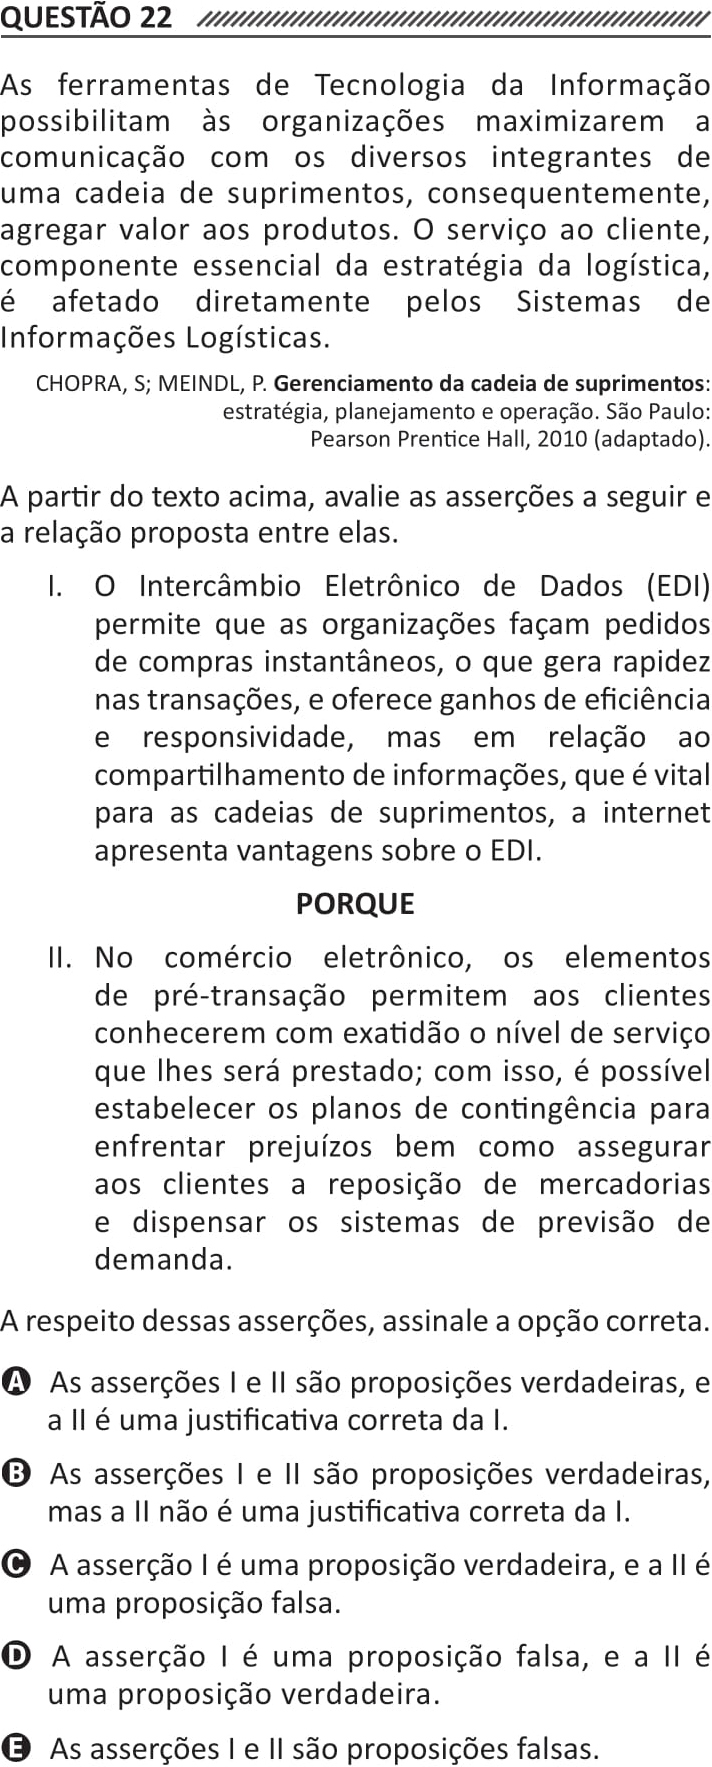 QUESTÃO 22
As ferramentas de Tecnologia da Informação
possibilitam às organizações maximizarem a
comunicação com os diversos integrantes de
uma cadeia de suprimentos, consequentemente,
agregar valor aos produtos. O serviço ao cliente,
componente essencial da estratégia da logística,
é afetado diretamente pelos Sistemas de
Informações Logísticas.
CHOPRA, S; MEINDL, P. Gerenciamento da cadeia de suprimentos:
estratégia, planejamento e operação. São Paulo:
Pearson Prentice Hall, 2010 (adaptado).
A partir do texto acima, avalie as asserções a seguir e
a relação proposta entre elas.
I. O Intercâmbio Eletrônico de Dados (EDI)
permite que as organizações façam pedidos
de compras instantâneos, o que gera rapidez
nas transações, e oferece ganhos de eficiência
e responsividade, mas em relação ao
compartilhamento de informações, que é vital
para as cadeias de suprimentos, a internet
apresenta vantagens sobre o EDI.
PORQUE
II. No comércio eletrônico, os elementos
de pré-transação permitem aos clientes
conhecerem com exatidão o nível de serviço
que lhes será prestado; com isso, é possível
estabelecer os planos de contingência para
enfrentar prejuízos bem como assegurar
aos clientes a reposição de mercadorias
e dispensar os sistemas de previsão de
demanda.
A respeito dessas asserções, assinale a opção correta.
A As asserções I e II são proposições verdadeiras, e
a II é uma justificativa correta da I.
B As asserções I e II são proposições verdadeiras,
mas a II não é uma justificativa correta da I.
C A asserção I é uma proposição verdadeira, e a II é
uma proposição falsa.
D A asserção I é uma proposição falsa, e a II é
uma proposição verdadeira.
E As asserções I e II são proposições falsas.